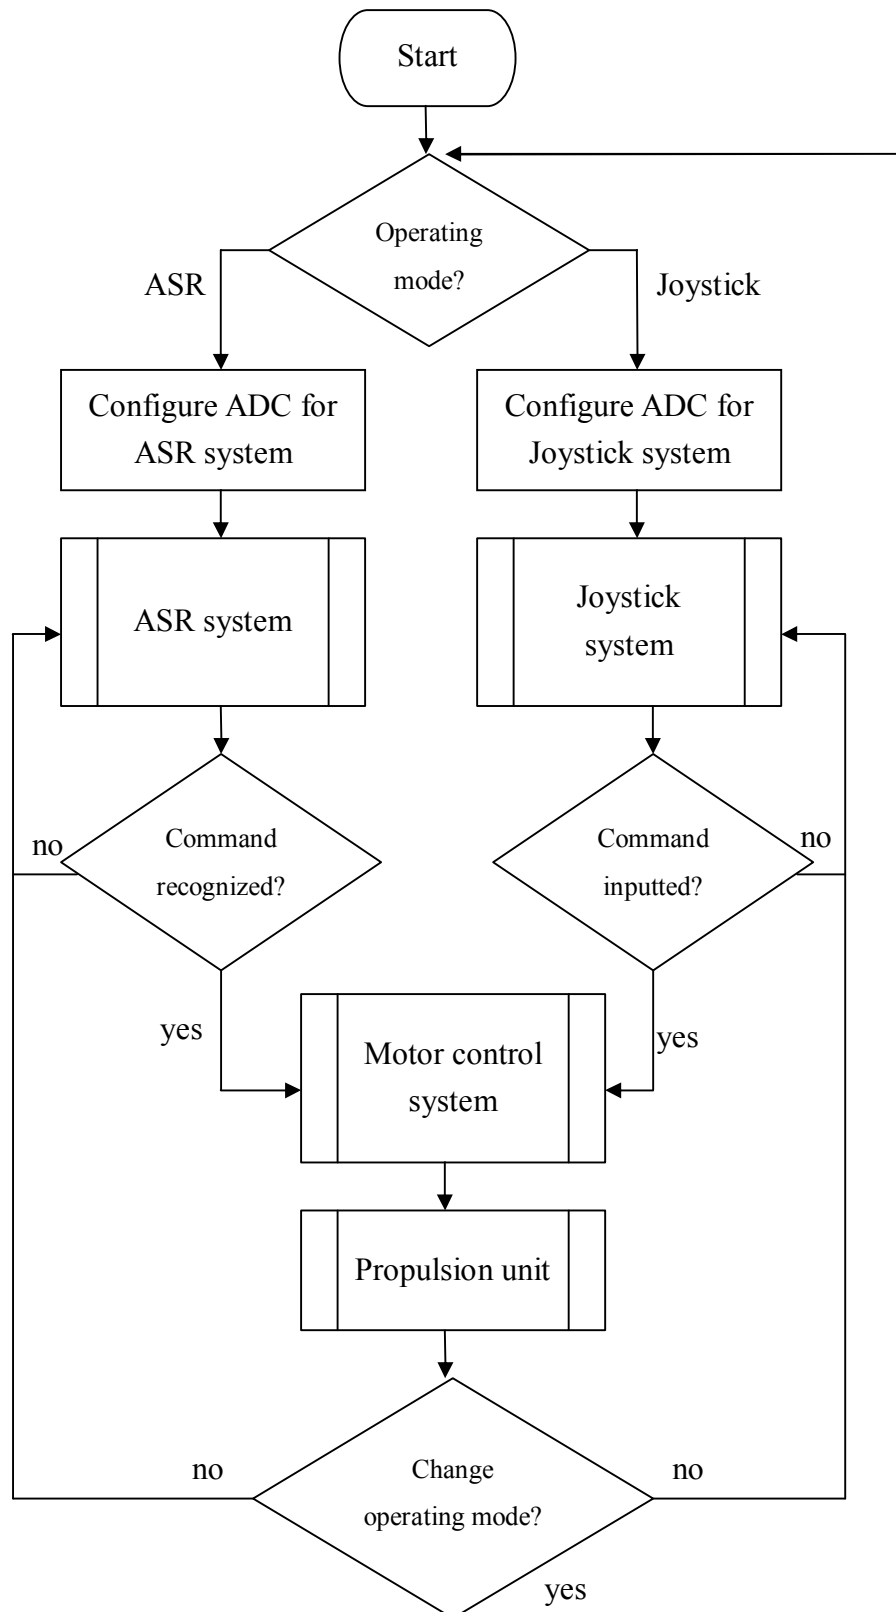 Start
Operating
mode?
ASR
Joystick
Configure ADC for
ASR system
Configure ADC for
Joystick system
ASR system
Joystick
system
Command
recognized?
no
Command
inputted?
no
yes
Motor control
system
yes
Propulsion unit
no
Change
operating mode?
no
yes